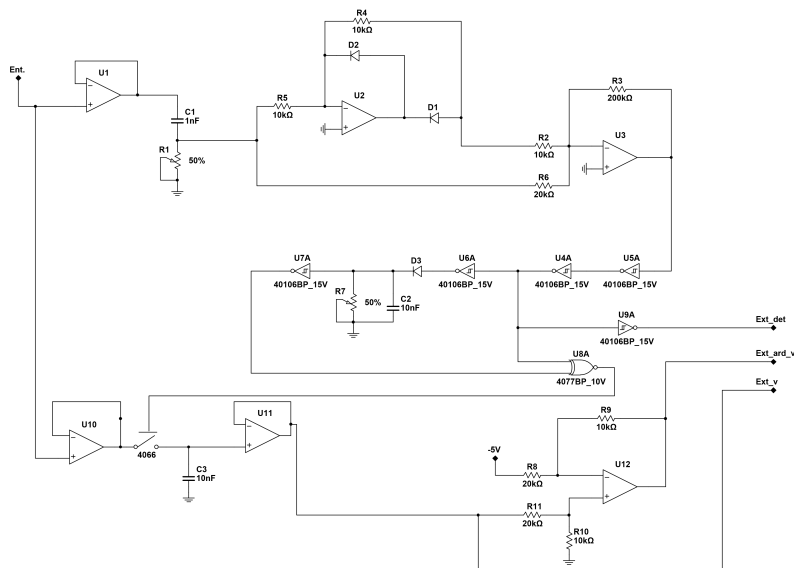 R4
10kΩ
D2
U1
Ent.
C1
1nF
R1
50%
R5
10kΩ
U2
D1
R3
200kΩ
R2
10kΩ
U3
R6
20kΩ
U7A
40106BP_15V
D3
U6A
40106BP_15V
U4A
40106BP_15V
U5A
40106BP_15V
R7
50%
C2
10nF
U9A
40106BP_15V
Ext_det
U8A
4077BP_10V
Ext_ard_v
Ext_v
U10
4066
U11
C3
10nF
R9
10kΩ
-5V
R8
20kΩ
U12
R11
20kΩ
R10
10kΩ